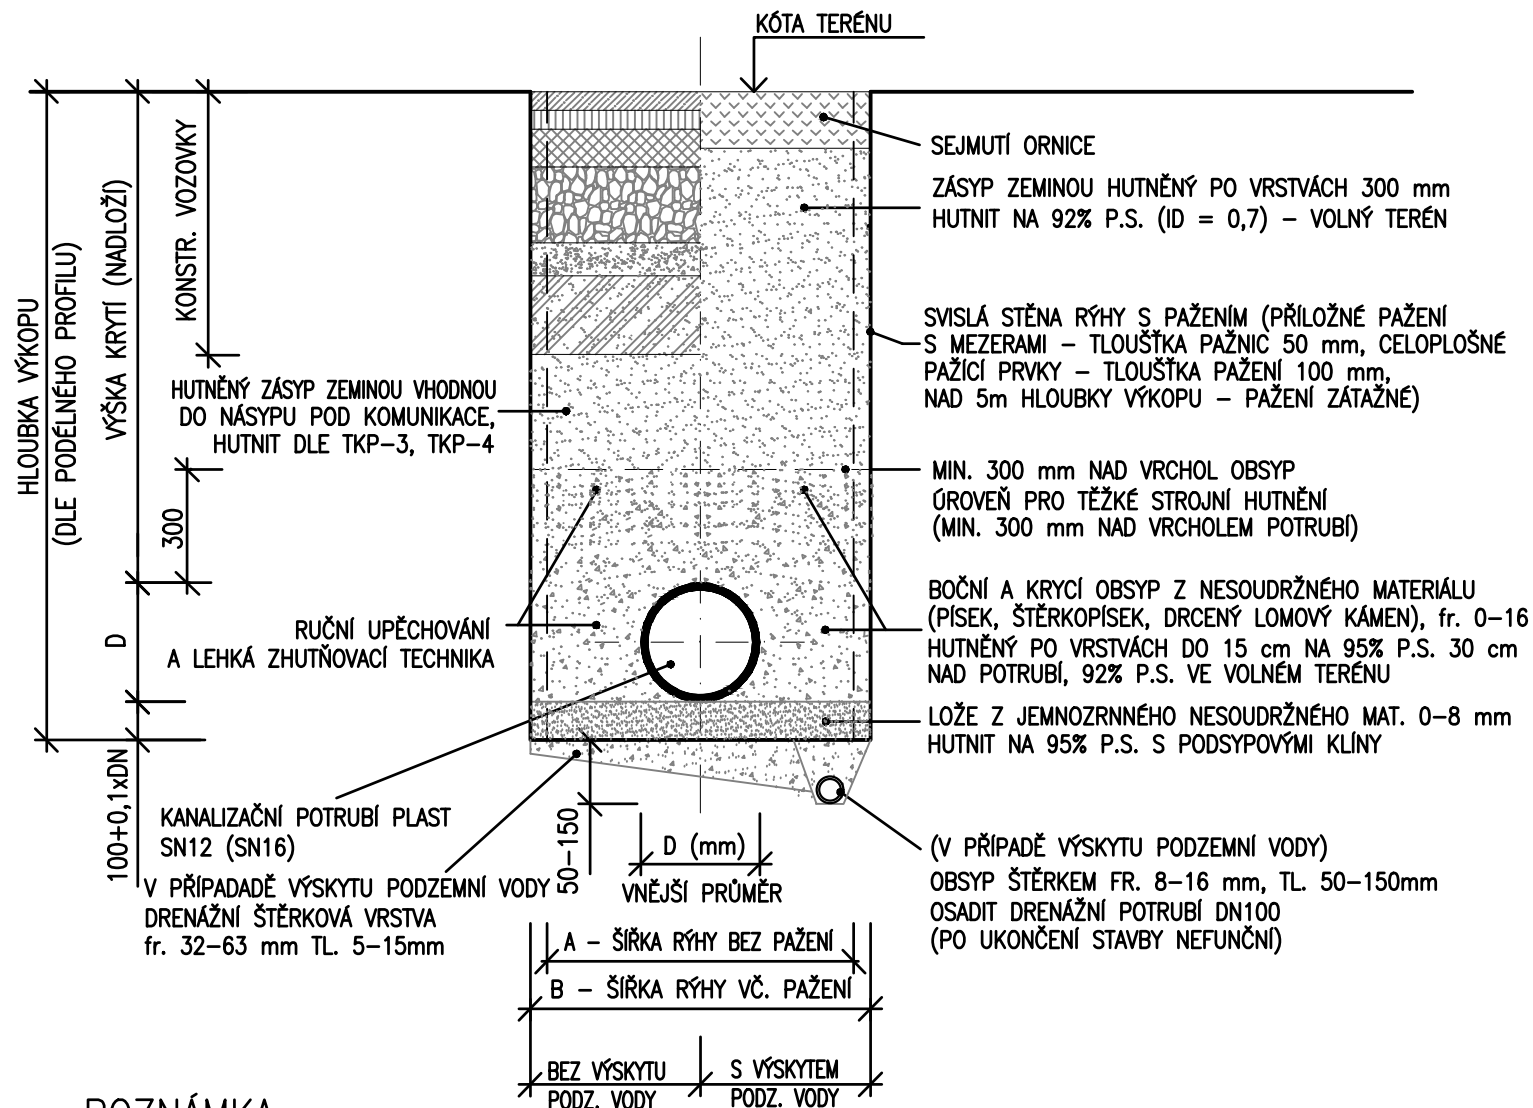 KÓTA TERÉNU
SEJMUTÍ ORNICE
ZÁSYP ZEMINOU HUTNĚNÝ PO VRSTVÁCH 300 mm
HUTNIT NA 92% P.S. (ID = 0,7) – VOLNÝ TERÉN
SVISLÁ STĚNA RÝHY S PAŽENÍM (PŘÍLOŽNÉ PAŽENÍ
S MEZERAMI – TLOUŠŤKA PAŽNIC 50 mm, CELOPLOŠNÉ
PAŽÍCÍ PRVKY – TLOUŠŤKA PAŽENÍ 100 mm,
NAD 5m HLOUBKY VÝKOPU – PAŽENÍ ZÁTAŽNÉ)
MIN. 300 mm NAD VRCHOL OBSYP
ÚROVEŇ PRO TĚŽKÉ STROJNÍ HUTNĚNÍ
(MIN. 300 mm NAD VRCHOLEM POTRUBÍ)
BOČNÍ A KRYCÍ OBSYP Z NESOUDRŽNÉHO MATERIÁLU
(PÍSEK, ŠTĚRKOPÍSEK, DRCENÝ LOMOVÝ KÁMEN), fr. 0–16
HUTNĚNÝ PO VRSTVÁCH DO 15 cm NA 95% P.S. 30 cm
NAD POTRUBÍ, 92% P.S. VE VOLNÉM TERÉNU
LOŽE Z JEMNOZRNNÉHO NESOUDRŽNÉHO MAT. 0–8 mm
HUTNIT NA 95% P.S. S PODSYPOVÝMI KLÍNY
(V PŘÍPADĚ VÝSKYTU PODZEMNÍ VODY)
OBSYP ŠTĚRKEM FR. 8–16 mm, TL. 50–150mm
OSADIT DRENÁŽNÍ POTRUBÍ DN100
(PO UKONČENÍ STAVBY NEFUNČNÍ)
HLOUBKA VÝKOPU
(DLE PODÉLNÉHO PROFILU)
VÝŠKA KRYTÍ (NADLOŽÍ)
KONSTR. VOZOVKY
300
D
100+0,1xDN
HUTNĚNÝ ZÁSYP ZEMINOU VHODNOU
DO NÁSYPU POD KOMUNIKACE,
HUTNIT DLE TKP–3, TKP–4
RUČNÍ UPĚCHOVÁNÍ
A LEHKÁ ZHUTŇOVACÍ TECHNIKA
KANALIZAČNÍ POTRUBÍ PLAST
SN12 (SN16)
V PŘÍPADADĚ VÝSKYTU PODZEMNÍ VODY
DRENÁŽNÍ ŠTĚRKOVÁ VRSTVA
fr. 32–63 mm TL. 5–15mm
50–150
D (mm)
VNĚJŠÍ PRŮMĚR
A – ŠÍŘKA RÝHY BEZ PAŽENÍ
B – ŠÍŘKA RÝHY VČ. PAŽENÍ
BEZ VÝSKYTU
PODZ. VODY
S VÝSKYTEM
PODZ. VODY
POZNÁMKA